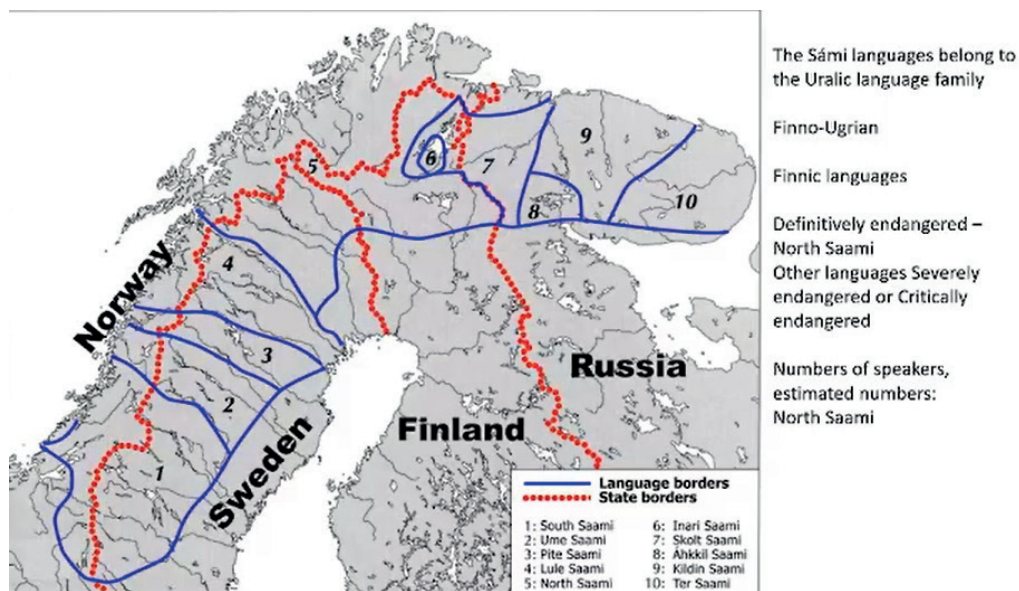 The Sámi languages belong to
the Uralic language family
Finno-Ugrian
Finnic languages
Definitively endangered –
North Saami
Other languages Severely
endangered or Critically
endangered
Numbers of speakers,
estimated numbers:
North Saami
Norway
Sweden
Finland
Russia
1
2
3
4
5
6
7
8
9
10
Language borders
State borders
1: South Saami
2: Ume Saami
3: Pite Saami
4: Lule Saami
5: North Saami
6: Inari Saami
7: Skolt Saami
8: Áhkkil Saami
9: Kildin Saami
10: Ter Saami